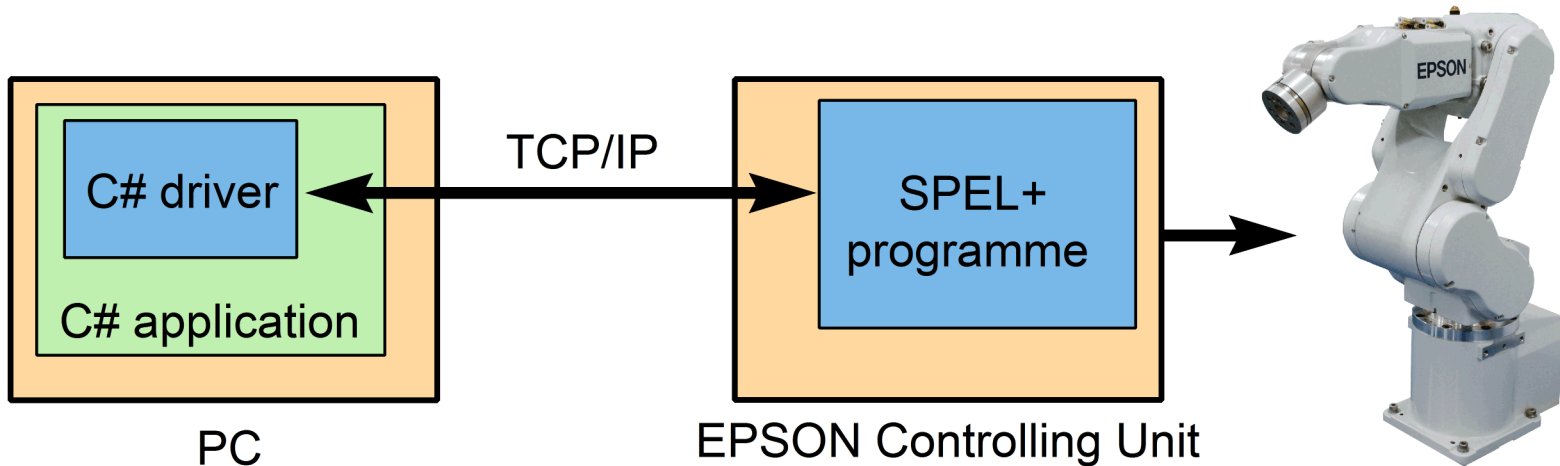 C# driver
C# application
PC
TCP/IP
SPEL+
programme
EPSON Controlling Unit
EPSON